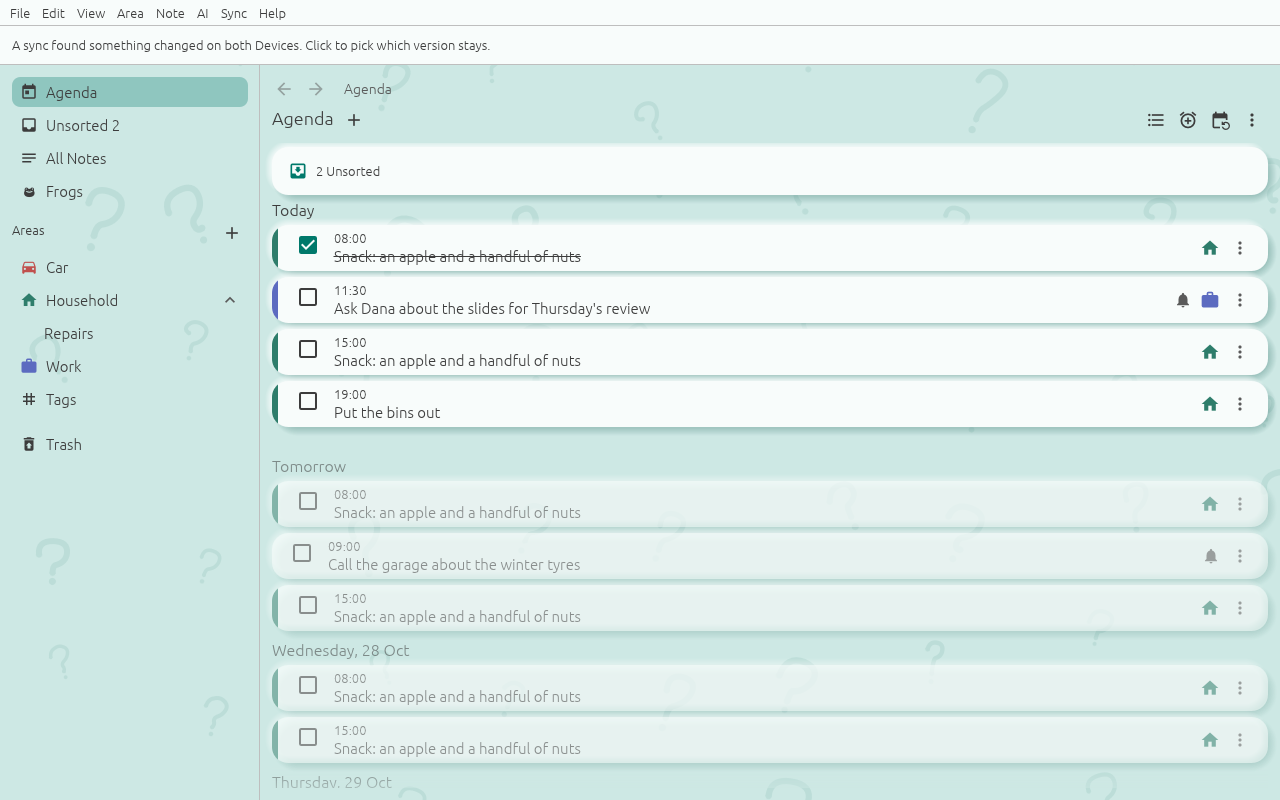 File Edit View Area Note AI Sync Help
A sync found something changed on both Devices. Click to pick which version stays.
Agenda
Unsorted 2
All Notes
Frogs
Areas
Car
Household
Repairs
Work
Tags
Trash
Agenda
Agenda
2 Unsorted
Today
08:00
Snack: an apple and a handful of nuts
11:30
Ask Dana about the slides for Thursday's review
15:00
Snack: an apple and a handful of nuts
19:00
Put the bins out
Tomorrow
08:00
Snack: an apple and a handful of nuts
09:00
Call the garage about the winter tyres
15:00
Snack: an apple and a handful of nuts
Wednesday, 28 Oct
08:00
Snack: an apple and a handful of nuts
15:00
Snack: an apple and a handful of nuts
Thursday, 29 Oct